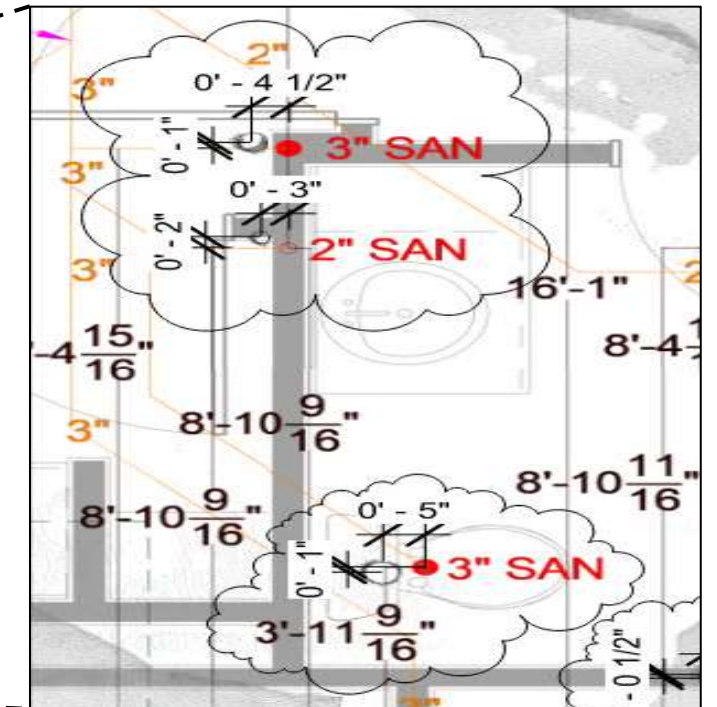 2"
3"
0' - 4 1/2"
0' - 1"
3" SAN
3"
0' - 3"
0' - 2"
2" SAN
3"
16'-1"
2
'-4 15/16"
8'-4
8'-10 9/16"
3"
8'-10 11/16"
8'-10 9/16"
0' - 5"
0' - 1"
3" SAN
3'-11 9/16"
- 0 1/2"